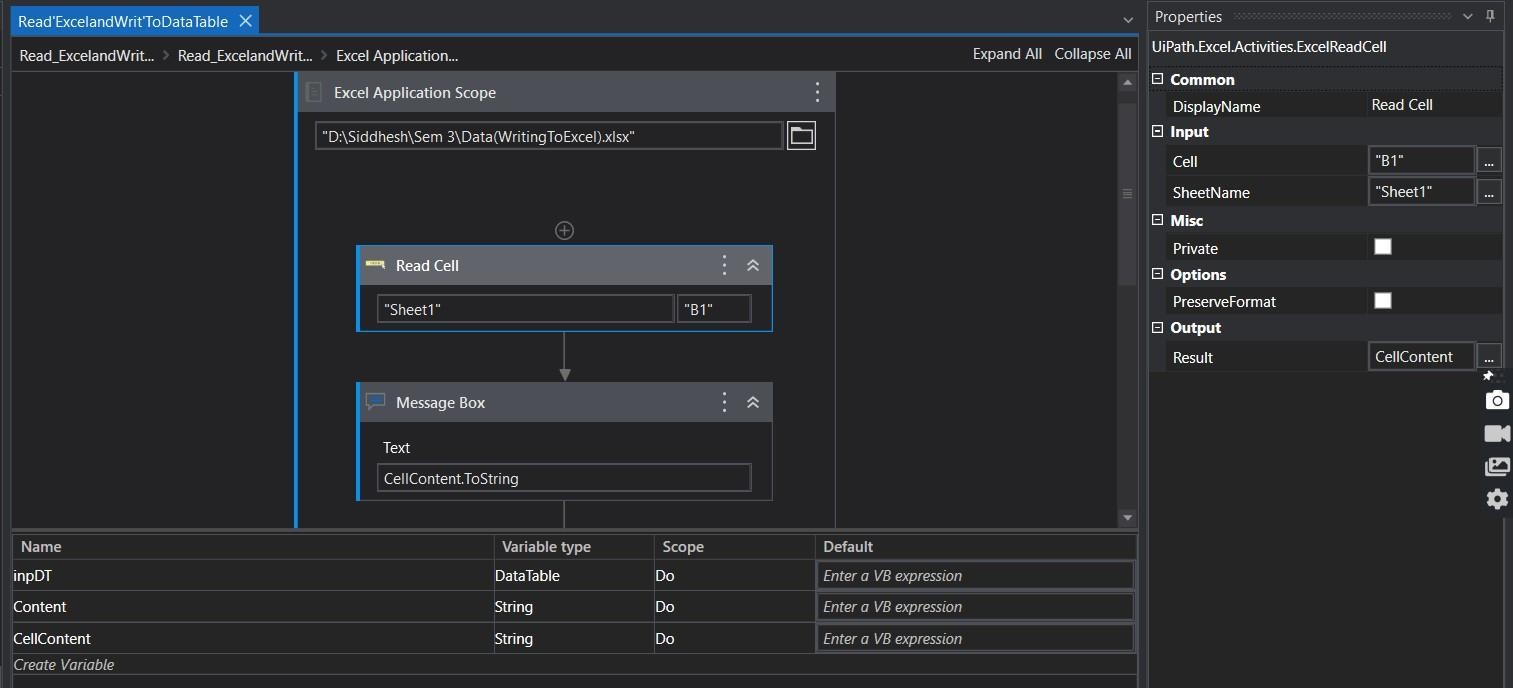 Read'ExcelandWrit'ToDataTable
Read_ExcelandWrit... > Read_ExcelandWrit... > Excel Application... Expand All Collapse All
Excel Application Scope
"D:\Siddhesh\Sem 3\Data(WritingToExcel).xlsx"
Read Cell
"Sheet1" "B1"
Message Box
Text
CellContent.ToString
Name Variable type Scope Default
inpDT DataTable Do Enter a VB expression
Content String Do Enter a VB expression
CellContent String Do Enter a VB expression
Create Variable
Properties
UiPath.Excel.Activities.ExcelReadCell
Common
DisplayName Read Cell
Input
Cell "B1" ...
SheetName "Sheet1" ...
Misc
Private
Options
PreserveFormat
Output
Result CellContent ...